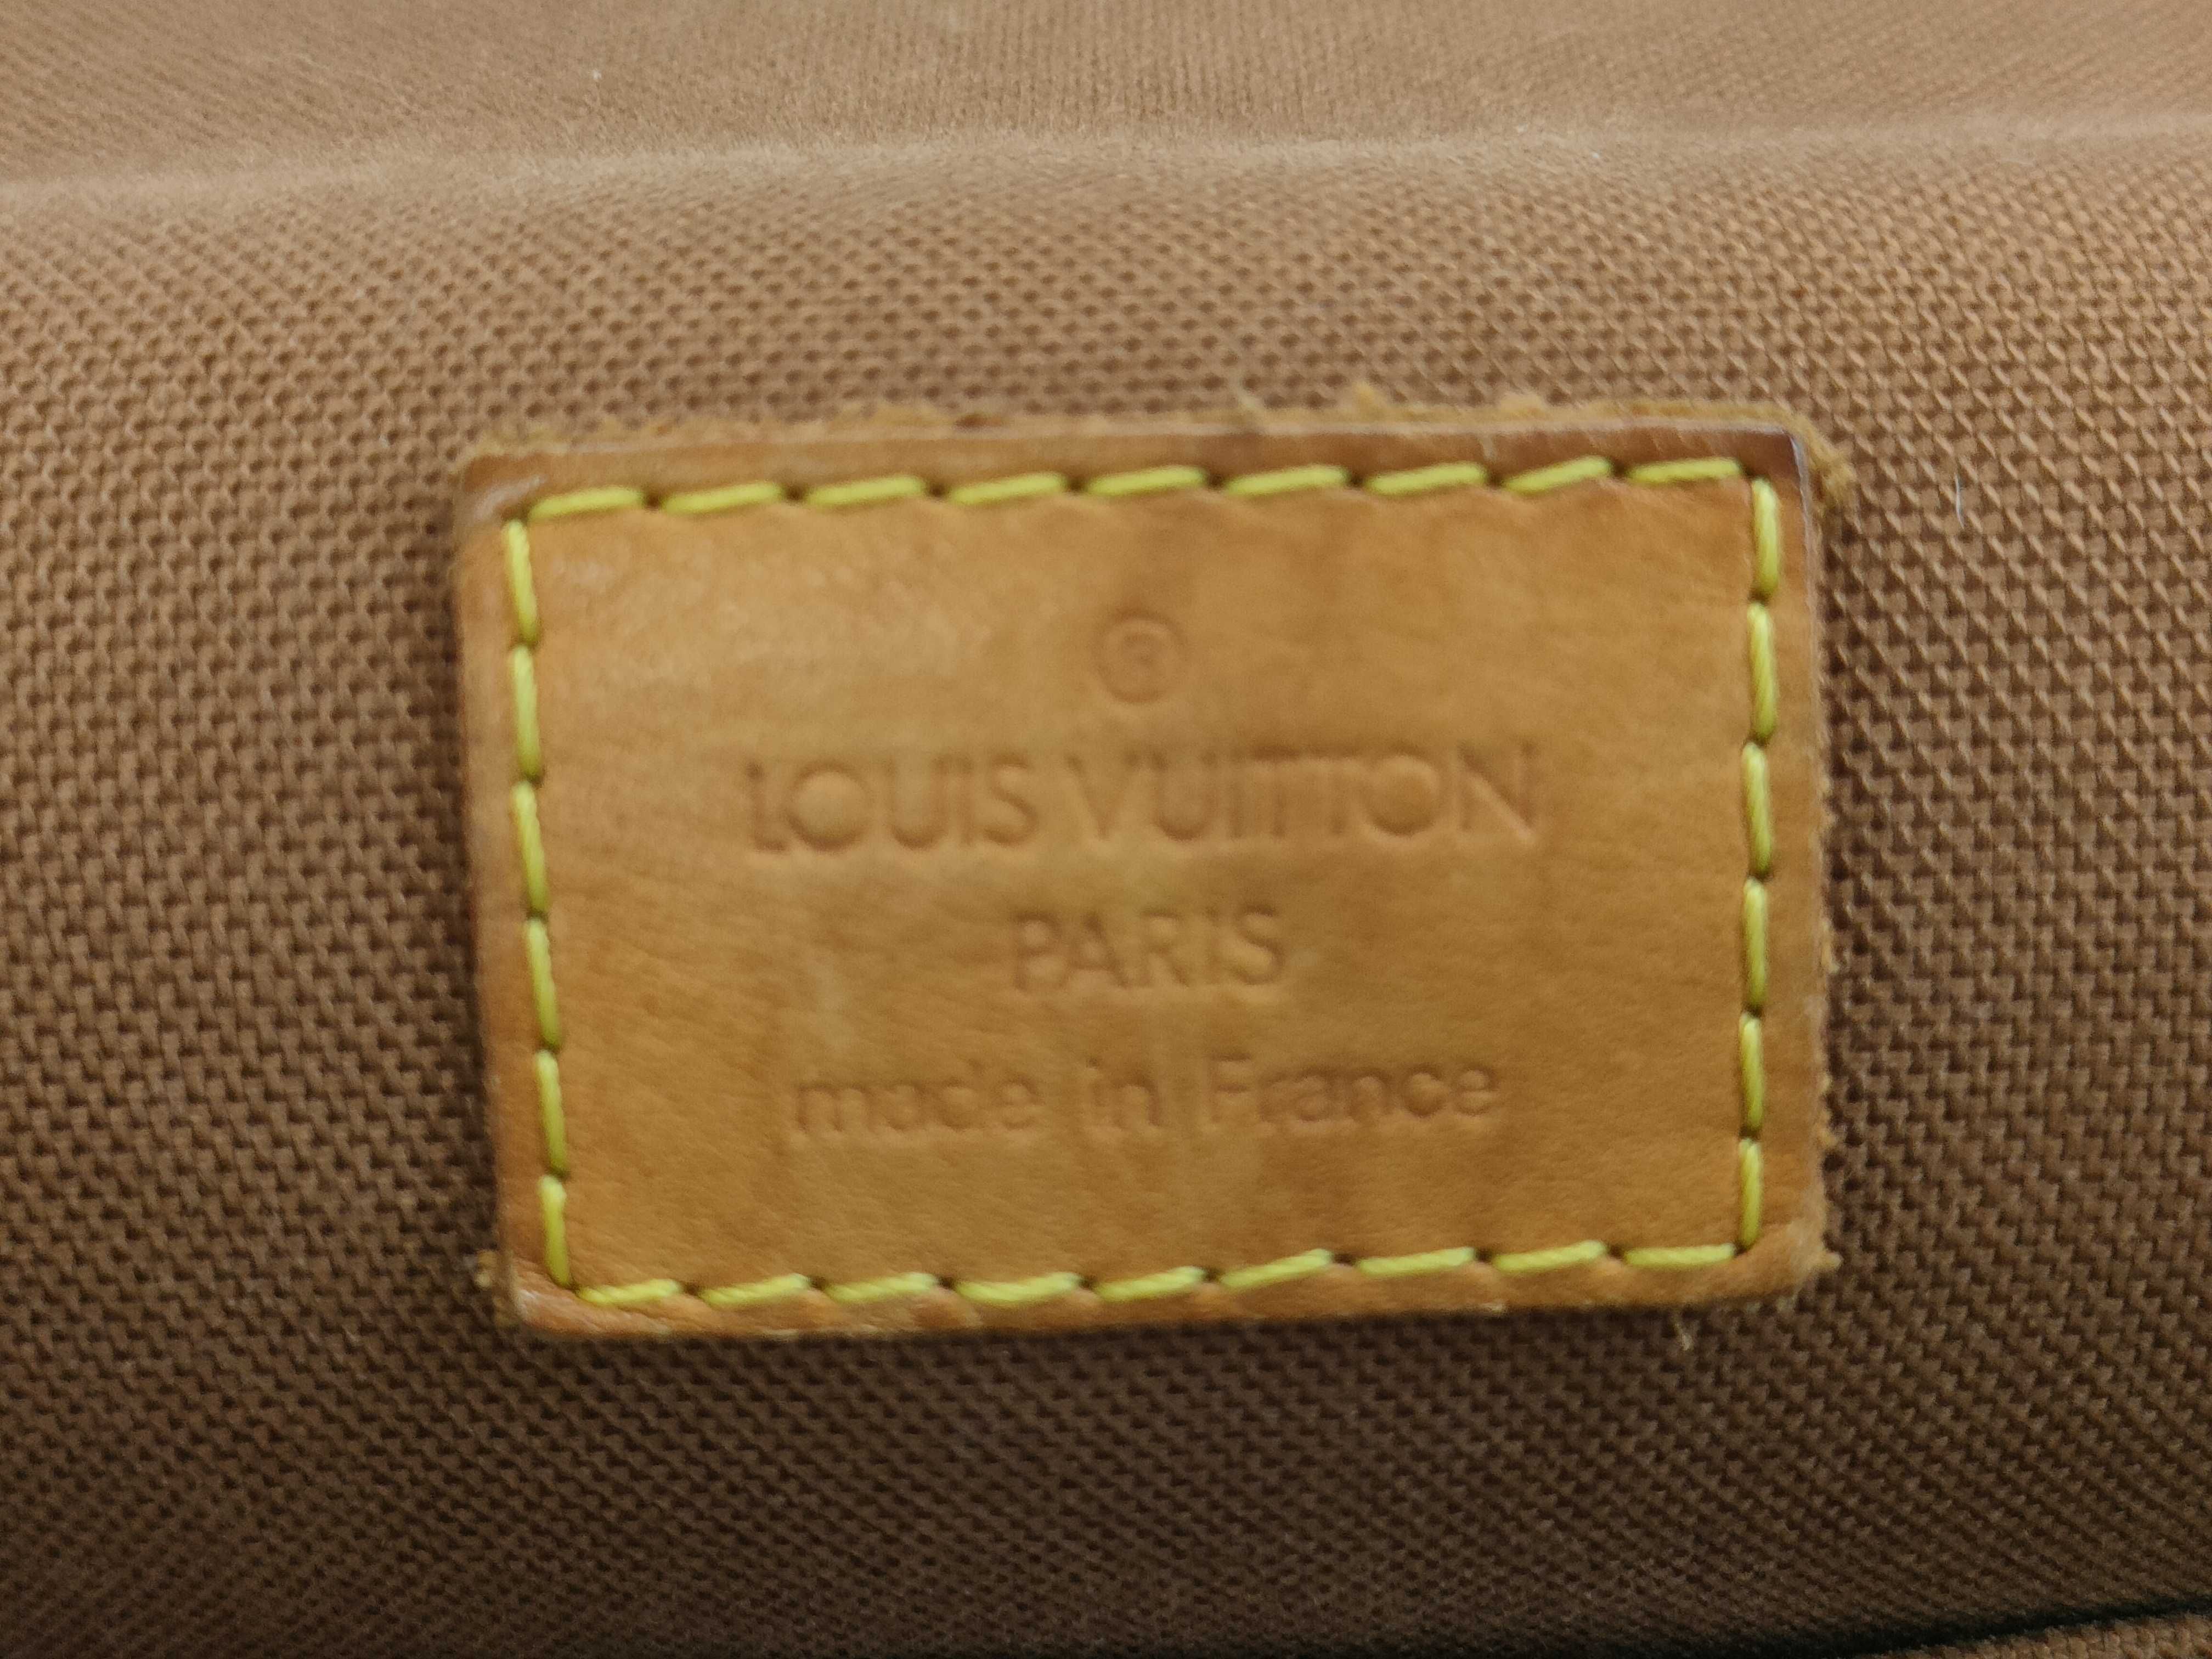 ®
LOUIS VUITTON
PARIS
made in France